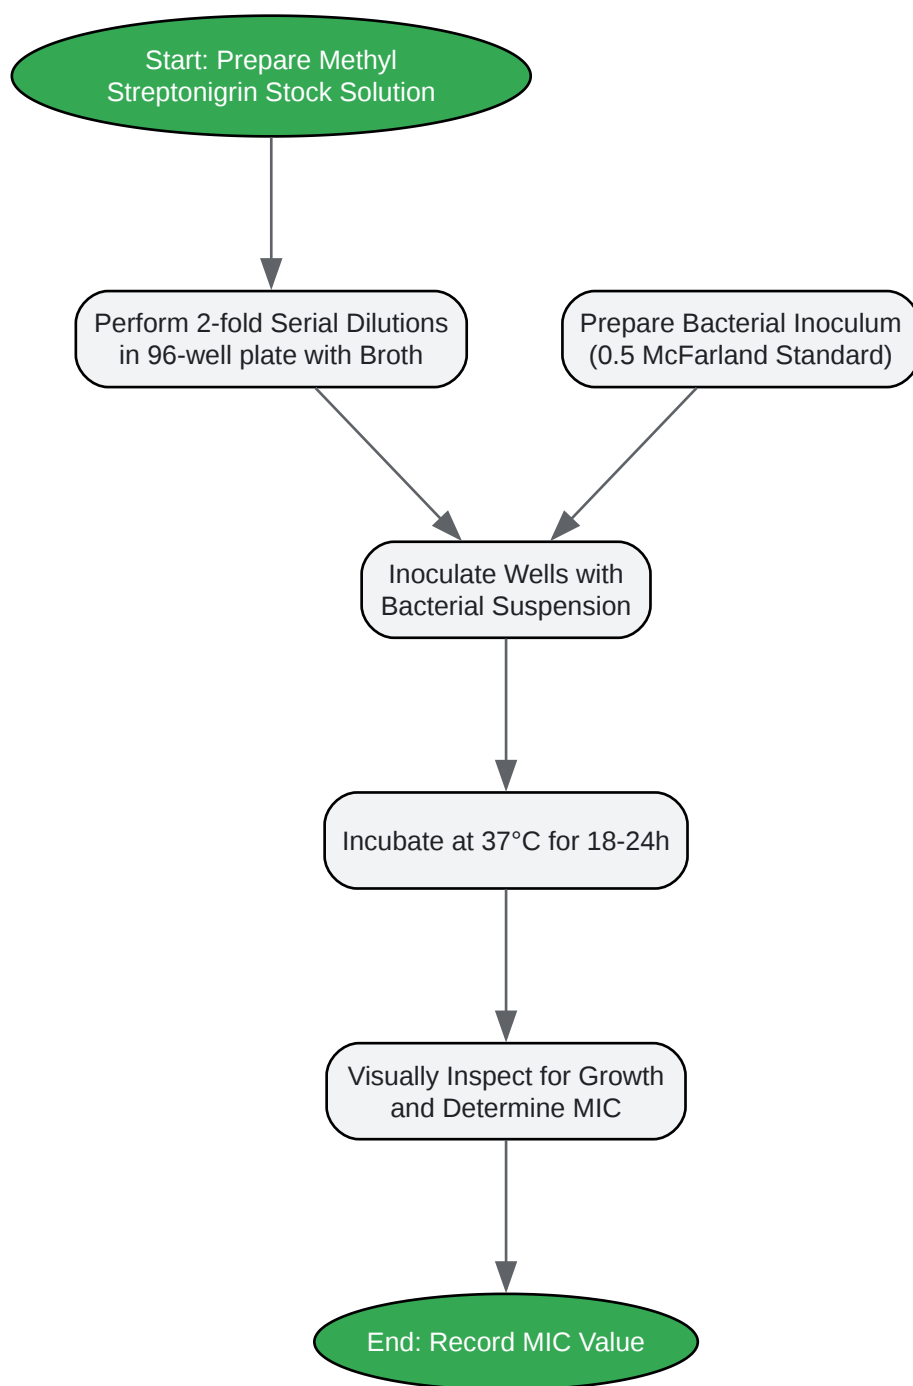 Start: Prepare Methyl
Streptonigrin Stock Solution
Perform 2-fold Serial Dilutions
in 96-well plate with Broth
Prepare Bacterial Inoculum
(0.5 McFarland Standard)
Inoculate Wells with
Bacterial Suspension
Incubate at 37°C for 18-24h
Visually Inspect for Growth
and Determine MIC
End: Record MIC Value